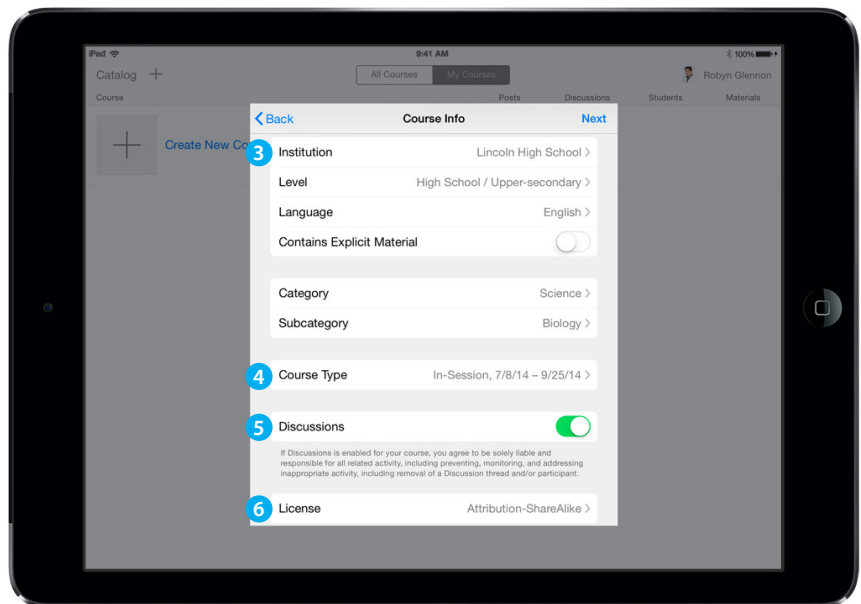 iPad 9:41 AM 100%
Catalog + All Courses My Courses Robyn Glennon
Course Posts Discussions Students Materials
Back Course Info Next
Create New Co
3 Institution Lincoln High School >
Level High School / Upper-secondary >
Language English >
Contains Explicit Material
Category Science >
Subcategory Biology >
4 Course Type In-Session, 7/8/14 – 9/25/14 >
5 Discussions
If Discussions is enabled for your course, you agree to be solely liable and
responsible for all related activity, including preventing, monitoring, and addressing
inappropriate activity, including removal of a Discussion thread and/or participant.
6 License Attribution-ShareAlike >